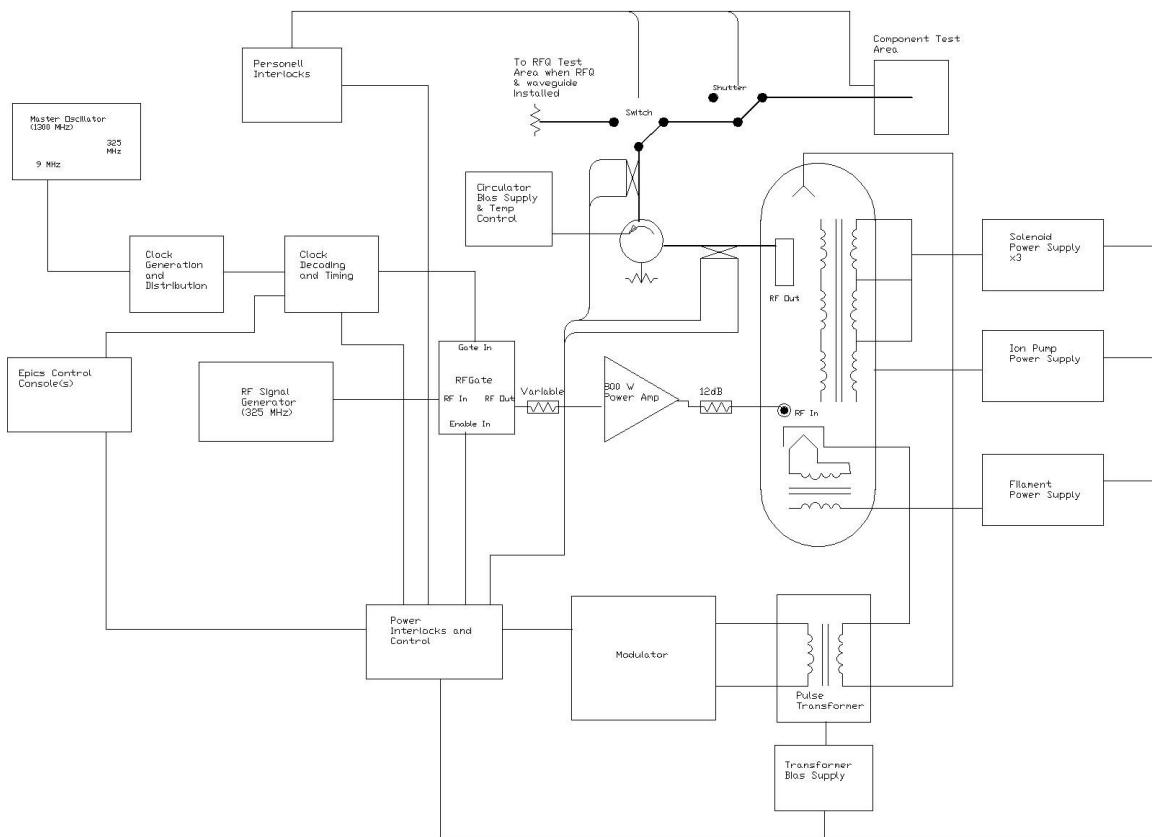 Personell
Interlocks
To RFQ Test
Area when RFQ
& waveguide
Installed
Switch
Shutter
Component Test
Area
Master Oscillator
(1300 MHz)
325
MHz
9 MHz
Circulator
Bias Supply
& Temp
Control
Clock
Generation
and
Distribution
Clock
Decoding
and Timing
Solenoid
Power Supply
x3
RF Out
Epics Control
Console(s)
RF Signal
Generator
(325 MHz)
Gate In
RFGate
RF In
RF Out
Enable In
Variable
800 W
Power Amp
12dB
RF In
Ion Pump
Power Supply
Filament
Power Supply
Power
Interlocks and
Control
Modulator
Pulse
Transformer
Transformer
Bias Supply